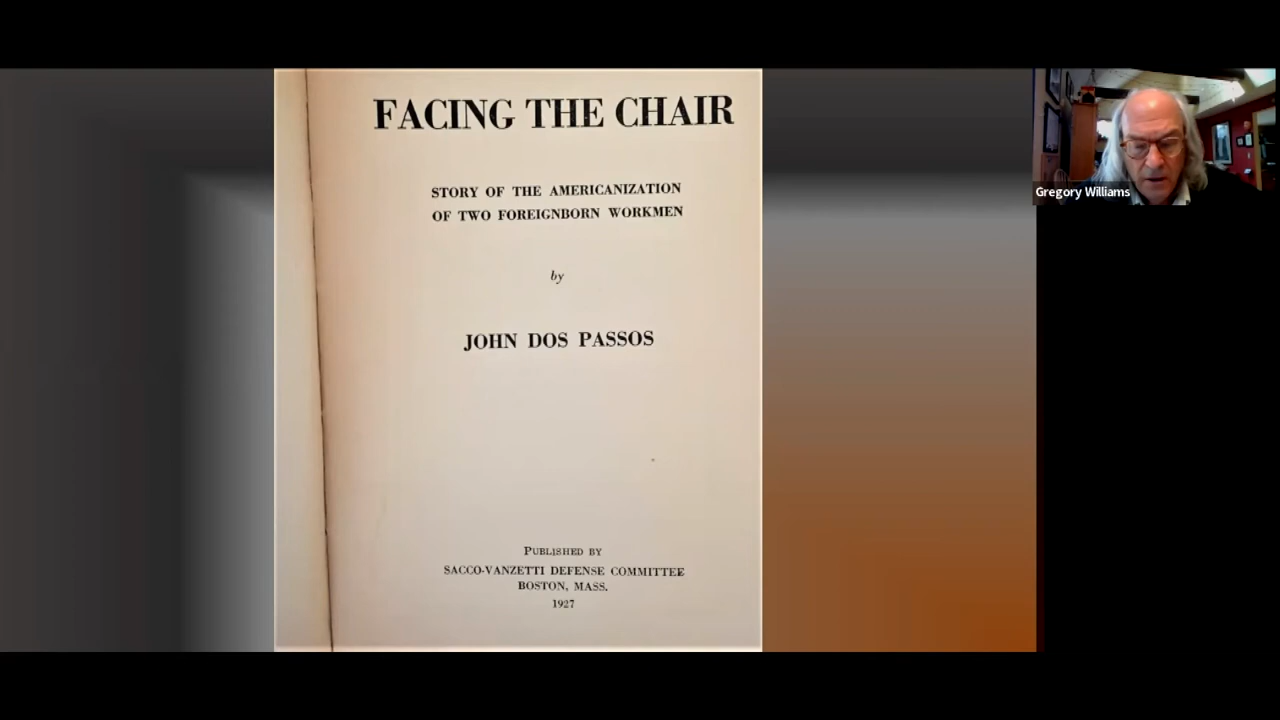 FACING THE CHAIR
STORY OF THE AMERICANIZATION
OF TWO FOREIGNBORN WORKMEN
by
JOHN DOS PASSOS
PUBLISHED BY
SACCO-VANZETTI DEFENSE COMMITTEE
BOSTON, MASS.
1927
Gregory Williams